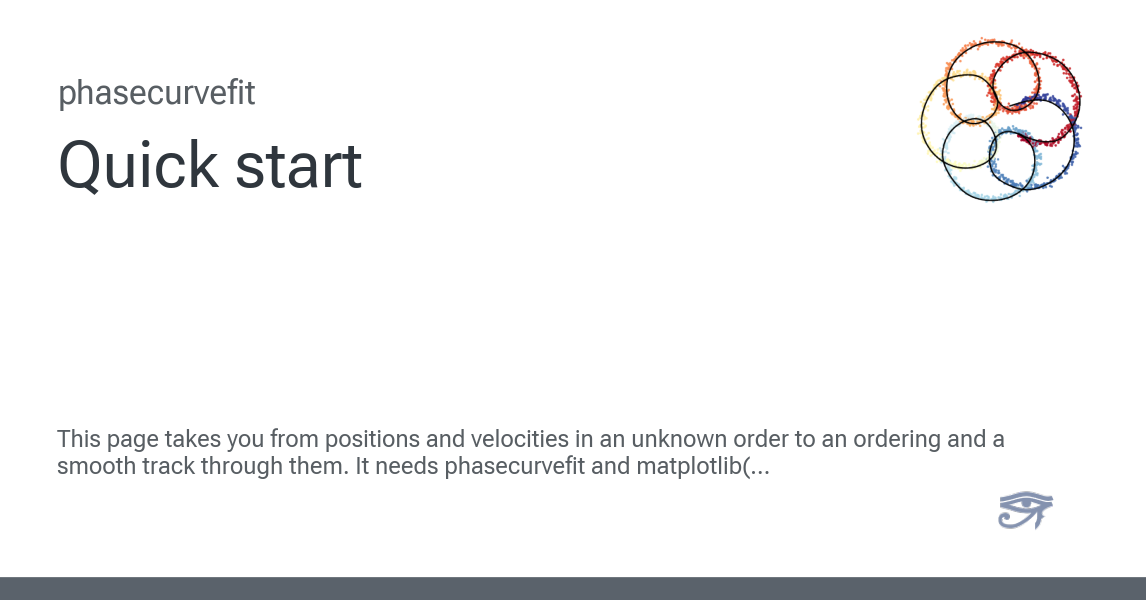 phasecurvefit
Quick start
This page takes you from positions and velocities in an unknown order to an ordering and a
smooth track through them. It needs phasecurvefit and matplotlib(...